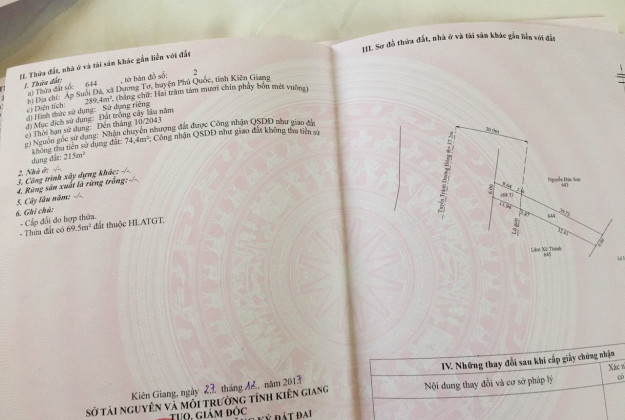 II. Thửa đất, nhà ở và tài sản khác gắn liền với đất
1. Thửa đất:
a) Thửa đất số: 644 , tờ bản đồ số: 2
b) Địa chỉ: Ấp Suối Đá, xã Dương Tơ, huyện Phú Quốc, tỉnh Kiên Giang
c) Diện tích: 289,4m², (bằng chữ: Hai trăm tám mươi chín phẩy bốn mét vuông)
d) Hình thức sử dụng: Sử dụng riêng
đ) Mục đích sử dụng: Đất trồng cây lâu năm
e) Thời hạn sử dụng: Đến tháng 10/2043
g) Nguồn gốc sử dụng: Nhận chuyển nhượng đất được Công nhận QSDĐ như giao đất
không thu tiền sử dụng đất: 74,4m²; Công nhận QSDĐ như giao đất không thu tiền sử
dụng đất: 215m²
2. Nhà ở: -/-
3. Công trình xây dựng khác: -/-
4. Rừng sản xuất là rừng trồng: -/-
5. Cây lâu năm: -/-
6. Ghi chú:
- Cấp đổi do hợp thửa.
- Thửa đất có 69.5m² đất thuộc HLATGT.
Kiên Giang, ngày 27 tháng 12 năm 2017
SỞ TÀI NGUYÊN VÀ MÔI TRƯỜNG TỈNH KIÊN GIANG
TUQ. GIÁM ĐỐC
KÝ ĐẤT ĐAI
III. Sơ đồ thửa đất, nhà ở và tài sản khác gắn liền với đất
Nguyễn Đức Sơn
643
644
Lộ giới
Lâm Xú Thành
645
IV. Những thay đổi sau khi cấp giấy chứng nhận
Nội dung thay đổi và cơ sở pháp lý